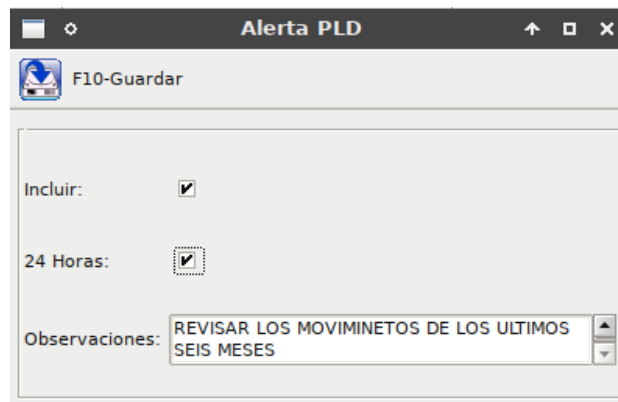 Alerta PLD
F10-Guardar
Incluir:
24 Horas:
Observaciones:
REVISAR LOS MOVIMINETOS DE LOS ULTIMOS
SEIS MESES